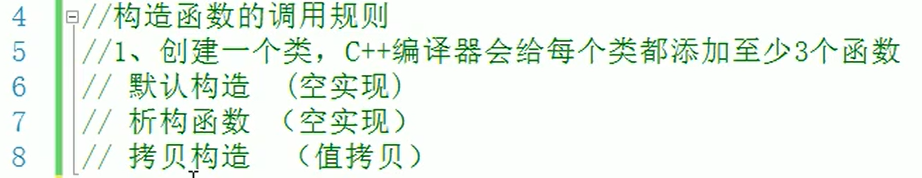 4 //构造函数的调用规则
5 //1、创建一个类，C++编译器会给每个类都添加至少3个函数
6 // 默认构造 (空实现)
7 // 析构函数 （空实现）
8 // 拷贝构造 （值拷贝）